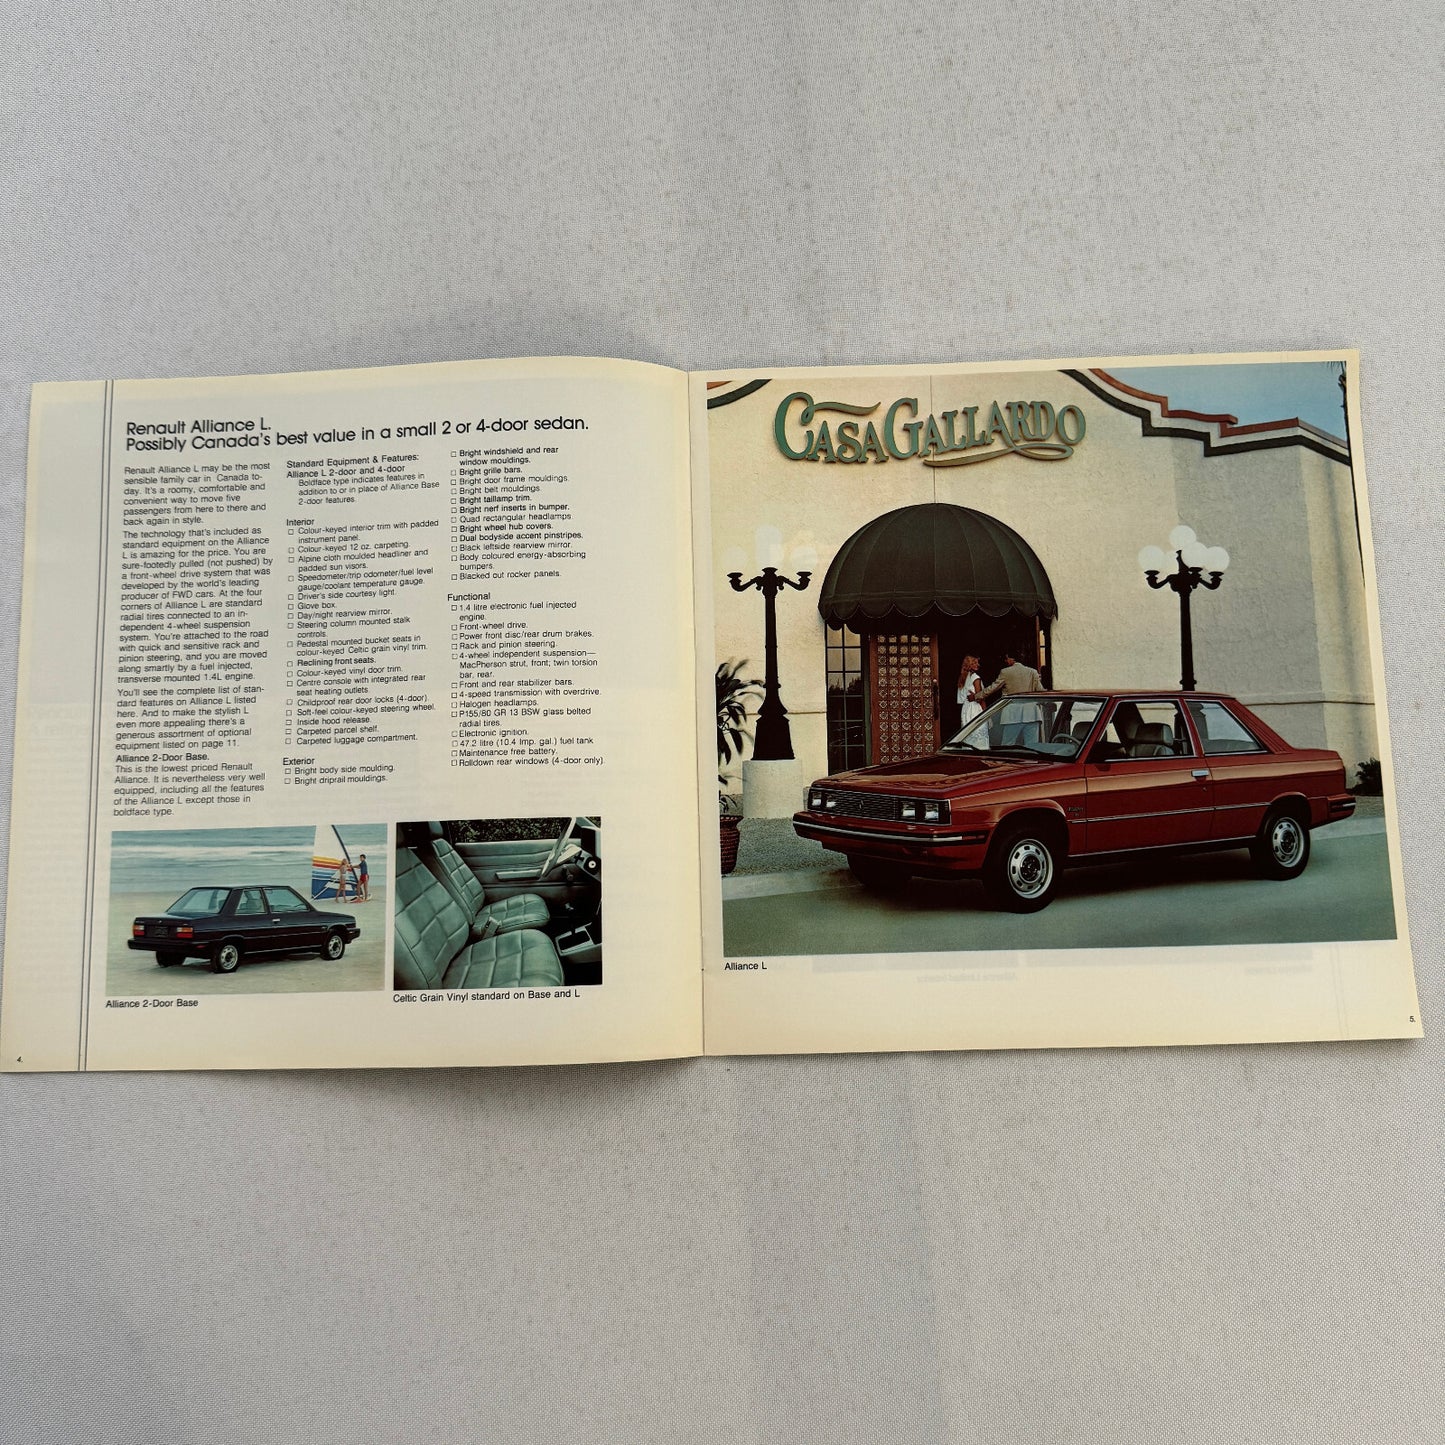 Renault Alliance L.
Possibly Canada's best value in a small 2 or 4-door sedan.
Renault Alliance L may be the most
sensible family car in Canada to-
day. It's a roomy, comfortable and
convenient way to move five
passengers from here to there and
back again in style.
The technology that's included as
standard equipment on the Alliance
L is amazing for the price. You are
sure-footedly pulled (not pushed) by
a front-wheel drive system that was
developed by the world's leading
producer of FWD cars. At the four
corners of Alliance L are standard
radial tires connected to an in-
dependent 4-wheel suspension
system. You're attached to the road
with quick and sensitive rack and
pinion steering, and you are moved
along smartly by a fuel injected,
transverse mounted 1.4L engine.
You'll see the complete list of stan-
dard features on Alliance L listed
here. And to make the stylish L
even more appealing there's a
generous assortment of optional
equipment listed on page 11.
Alliance 2-Door Base.
This is the lowest priced Renault
Alliance. It is nevertheless very well
equipped, including all the features
of the Alliance L except those in
boldface type.
Standard Equipment & Features:
Alliance L 2-door and 4-door
Boldface type indicates features in
addition to or in place of Alliance Base
2-door features.
Interior
□ Colour-keyed interior trim with padded
instrument panel.
□ Colour-keyed 12 oz. carpeting.
□ Alpine cloth moulded headliner and
padded sun visors.
□ Speedometer/trip odometer/fuel level
gauge/coolant temperature gauge.
□ Driver's side courtesy light.
□ Glove box.
□ Day/night rearview mirror.
□ Steering column mounted stalk
controls.
□ Pedestal mounted bucket seats in
colour-keyed Celtic grain vinyl trim.
□ Reclining front seats.
□ Colour-keyed vinyl door trim.
□ Centre console with integrated rear
seat heating outlets.
□ Childproof rear door locks (4-door).
□ Soft-feel colour-keyed steering wheel.
□ Inside hood release.
□ Carpeted parcel shelf.
□ Carpeted luggage compartment.
Exterior
□ Bright body side moulding.
□ Bright driprail mouldings.
□ Bright windshield and rear
window mouldings.
□ Bright grille bars.
□ Bright door frame mouldings.
□ Bright belt mouldings.
□ Bright taillamp trim.
□ Bright nerf inserts in bumper.
□ Quad rectangular headlamps
□ Bright wheel hub covers.
□ Dual bodyside accent pinstripes.
□ Black leftside rearview mirror.
□ Body coloured energy-absorbing
bumpers.
□ Blacked out rocker panels.
Functional
□ 1.4 litre electronic fuel injected
engine.
□ Front-wheel drive.
□ Power front disc/rear drum brakes.
□ Rack and pinion steering.
□ 4-wheel independent suspension—
MacPherson strut, front; twin torsion
bar, rear.
□ Front and rear stabilizer bars.
□ 4-speed transmission with overdrive.
□ Halogen headlamps.
□ P155/80 GR 13 BSW glass belted
radial tires.
□ Electronic ignition.
□ 47.2 litre (10.4 Imp. gal.) fuel tank
□ Maintenance free battery.
□ Rolldown rear windows (4-door only).
Alliance 2-Door Base
Celtic Grain Vinyl standard on Base and L
4.
CASA GALLARDO
Alliance L
5.